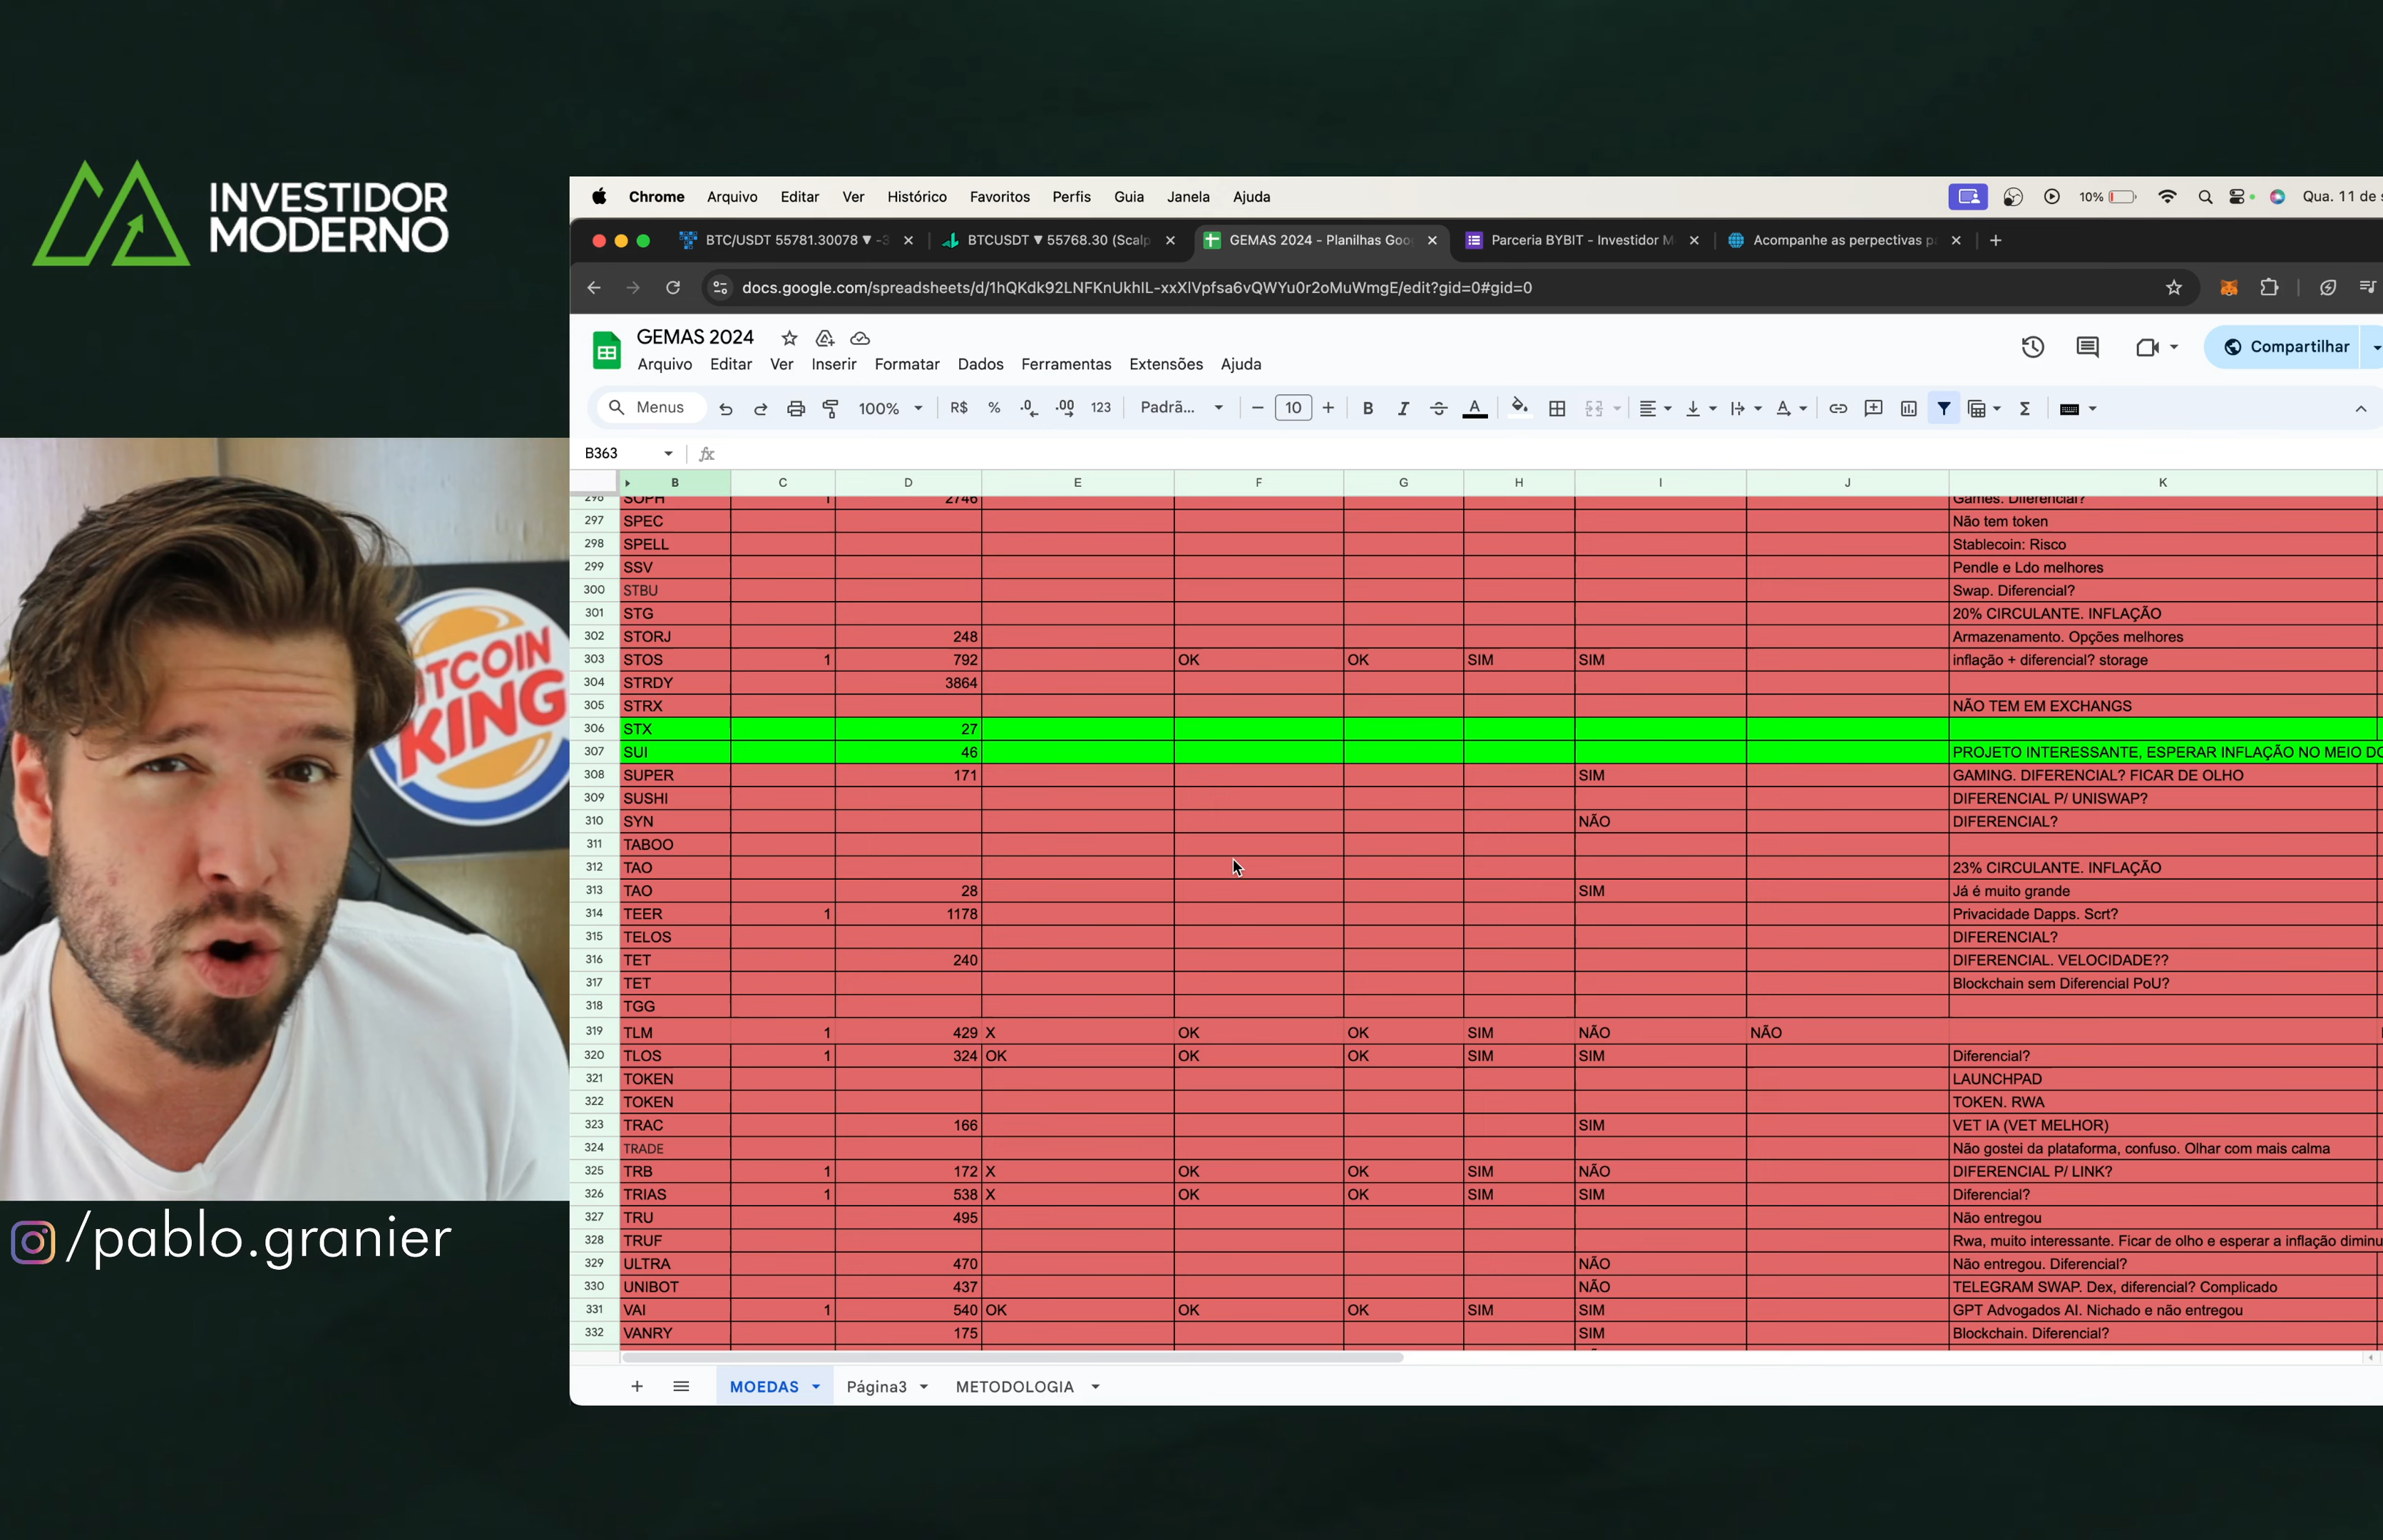 INVESTIDOR
MODERNO
Chrome Arquivo Editar Ver Histórico Favoritos Perfis Guia Janela Ajuda 10% Qua. 11 de
BTC/USDT 55781.30078 ▼ -3 BTCUSDT ▼ 55768.30 (Scalp GEMAS 2024 - Planilhas Goo Parceria BYBIT - Investidor M Acompanhe as perpectivas p
docs.google.com/spreadsheets/d/1hQKdk92LNFKnUkhIL-xxXlVpfsa6vQWYu0r2oMuWmgE/edit?gid=0#gid=0
GEMAS 2024
Arquivo Editar Ver Inserir Formatar Dados Ferramentas Extensões Ajuda
Compartilhar
Menus 100% R$ % .0 .00 123 Padrã... 10 B I A
B363 fx
B C D E F G H I J K
296 SOPH 1 2746 Games. Diferencial?
297 SPEC Não tem token
298 SPELL Stablecoin: Risco
299 SSV Pendle e Ldo melhores
300 STBU Swap. Diferencial?
301 STG 20% CIRCULANTE. INFLAÇÃO
302 STORJ 248 Armazenamento. Opções melhores
303 STOS 1 792 OK OK SIM SIM inflação + diferencial? storage
304 STRDY 3864
305 STRX NÃO TEM EM EXCHANGS
306 STX 27
307 SUI 46 PROJETO INTERESSANTE, ESPERAR INFLAÇÃO NO MEIO DO
308 SUPER 171 SIM GAMING. DIFERENCIAL? FICAR DE OLHO
309 SUSHI DIFERENCIAL P/ UNISWAP?
310 SYN NÃO DIFERENCIAL?
311 TABOO
312 TAO 23% CIRCULANTE. INFLAÇÃO
313 TAO 28 SIM Já é muito grande
314 TEER 1 1178 Privacidade Dapps. Scrt?
315 TELOS DIFERENCIAL?
316 TET 240 DIFERENCIAL. VELOCIDADE??
317 TET Blockchain sem Diferencial PoU?
318 TGG
319 TLM 1 429 X OK OK SIM NÃO NÃO
320 TLOS 1 324 OK OK OK SIM SIM Diferencial?
321 TOKEN LAUNCHPAD
322 TOKEN TOKEN. RWA
323 TRAC 166 SIM VET IA (VET MELHOR)
324 TRADE Não gostei da plataforma, confuso. Olhar com mais calma
325 TRB 1 172 X OK OK SIM NÃO DIFERENCIAL P/ LINK?
326 TRIAS 1 538 X OK OK SIM SIM Diferencial?
327 TRU 495 Não entregou
328 TRUF Rwa, muito interessante. Ficar de olho e esperar a inflação diminu
329 ULTRA 470 NÃO Não entregou. Diferencial?
330 UNIBOT 437 NÃO TELEGRAM SWAP. Dex, diferencial? Complicado
331 VAI 1 540 OK OK OK SIM SIM GPT Advogados AI. Nichado e não entregou
332 VANRY 175 SIM Blockchain. Diferencial?
MOEDAS Página3 METODOLOGIA
ITCOIN
KING
/pablo.granier